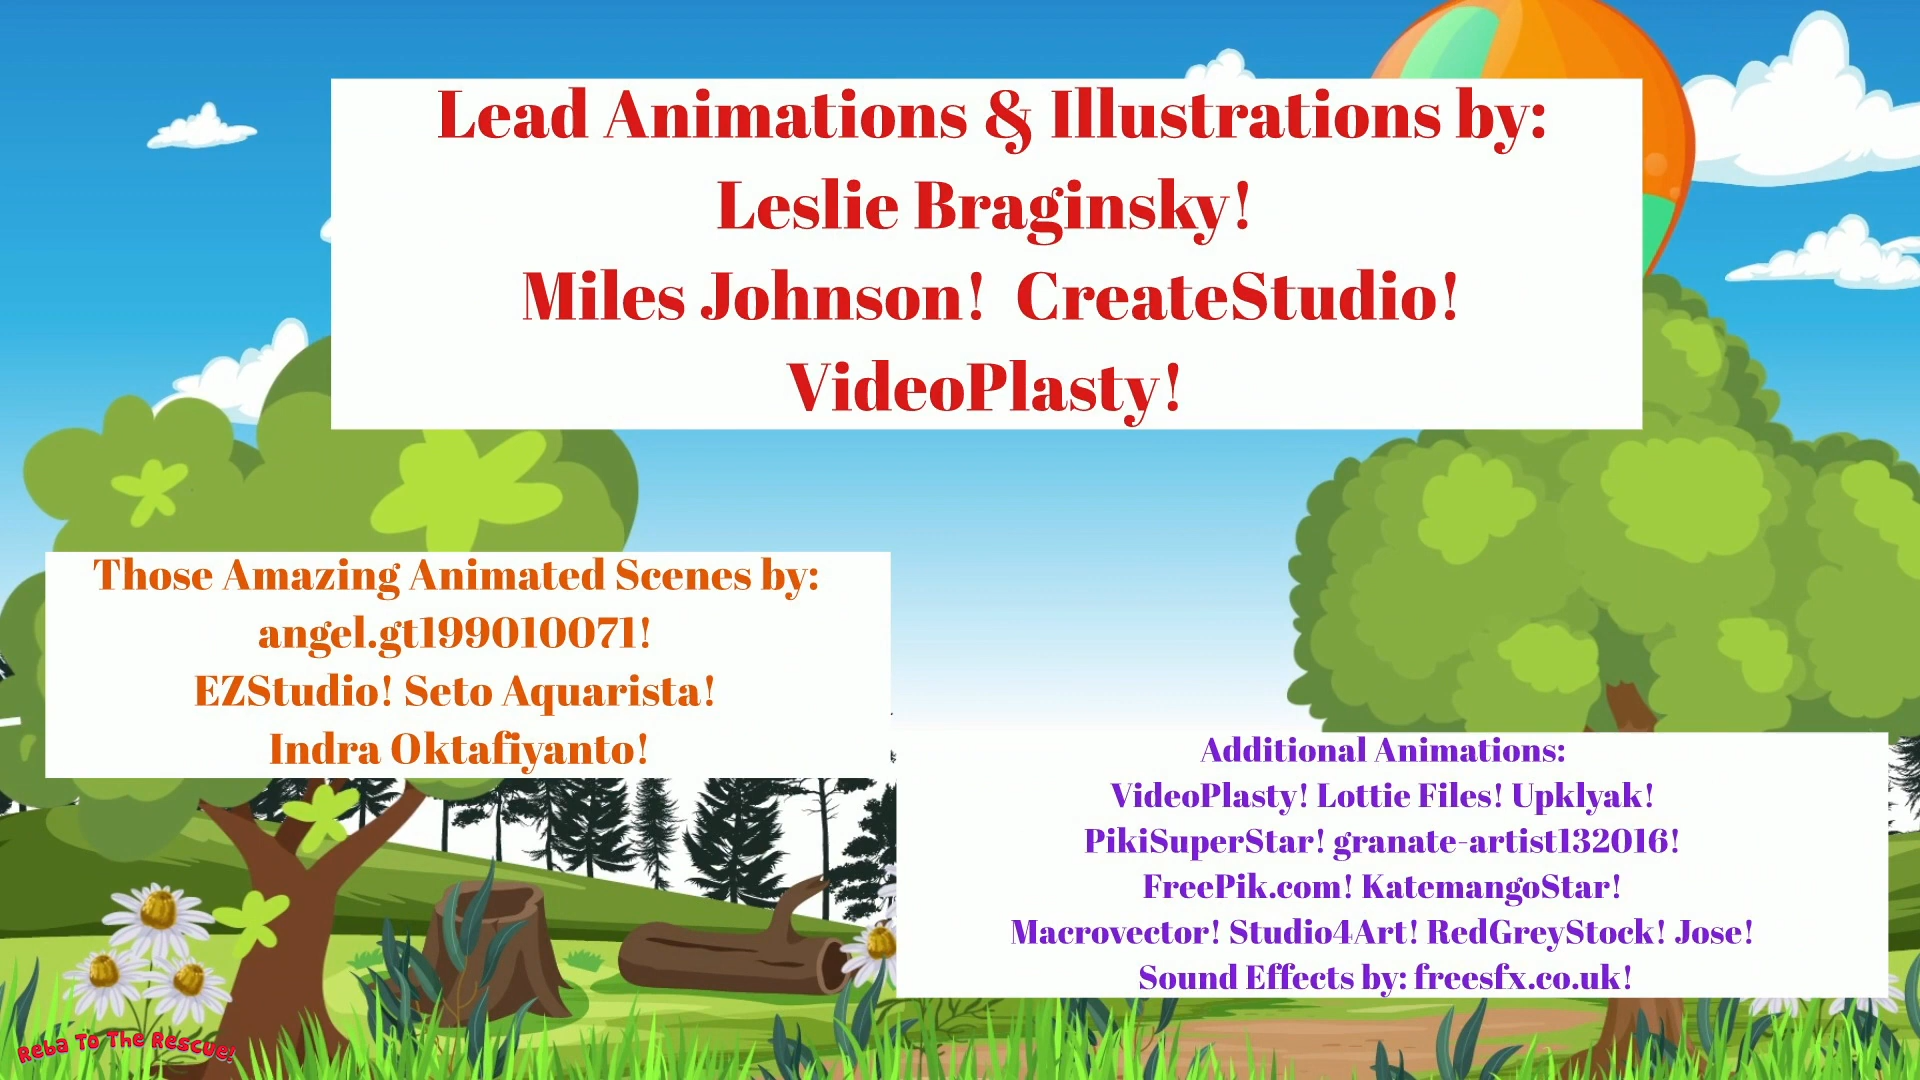 Lead Animations & Illustrations by:
Leslie Braginsky!
Miles Johnson! CreateStudio!
VideoPlasty!
Those Amazing Animated Scenes by:
angel.gt199010071!
EZStudio! Seto Aquarista!
Indra Oktafiyanto!
Additional Animations:
VideoPlasty! Lottie Files! Upklyak!
PikiSuperStar! granate-artist132016!
FreePik.com! KatemangoStar!
Macrovector! Studio4Art! RedGreyStock! Jose!
Sound Effects by: freesfx.co.uk!
Reba To The Rescue!